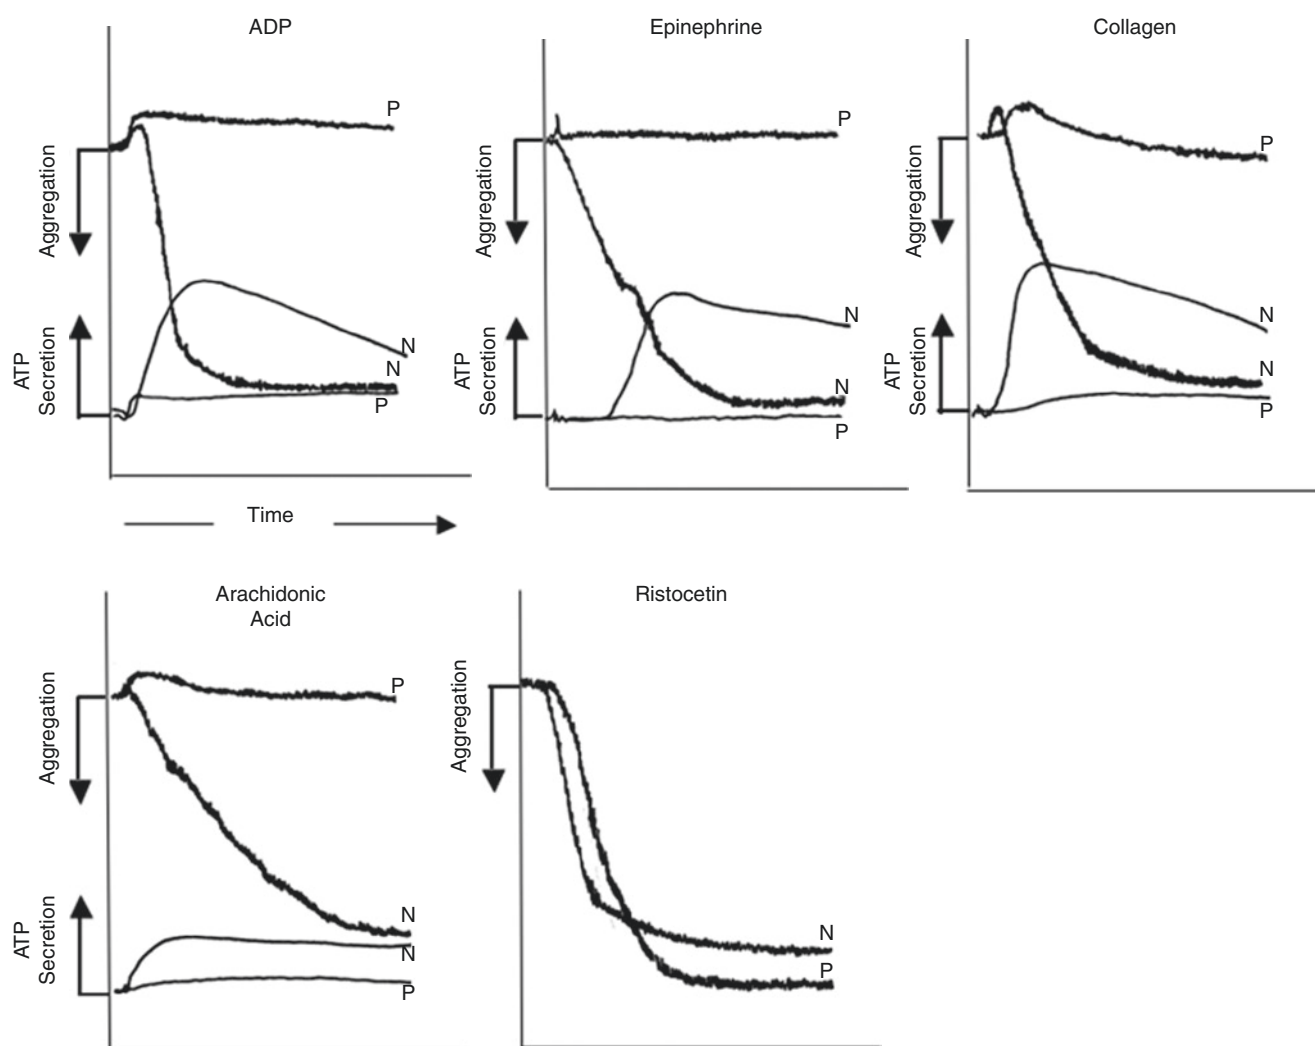 ADP
Epinephrine
Collagen
P
P
P
Aggregation
Aggregation
Aggregation
N
N
N
N
N
N
P
P
P
ATP
Secretion
ATP
Secretion
ATP
Secretion
Time
Arachidonic
Acid
Ristocetin
P
Aggregation
Aggregation
N
N
P
N
P
ATP
Secretion